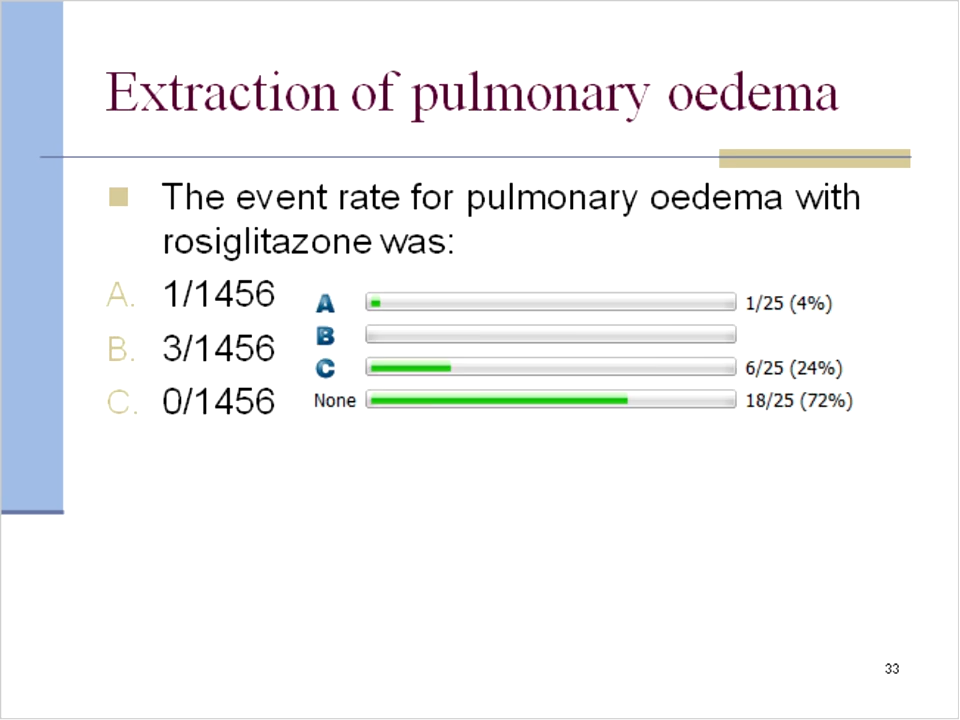 Extraction of pulmonary oedema
The event rate for pulmonary oedema with
rosiglitazone was:
A. 1/1456
B. 3/1456
C. 0/1456
A 1/25 (4%)
B
C 6/25 (24%)
None 18/25 (72%)
33